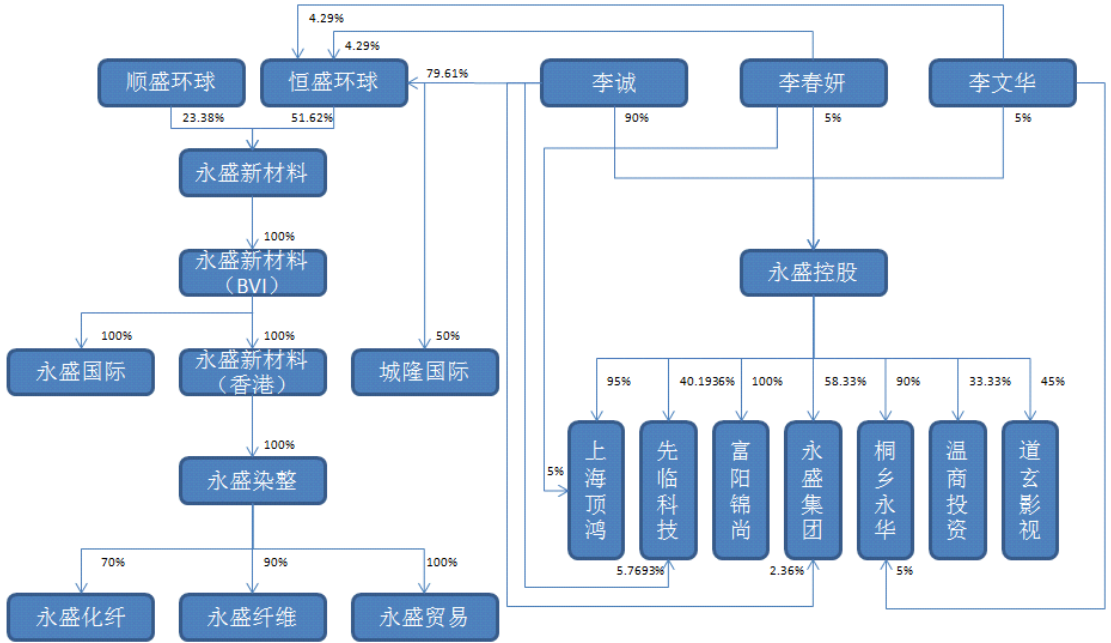 4.29%
4.29%
顺盛环球
恒盛环球
79.61%
李诚
李春妍
李文华
23.38%
51.62%
90%
5%
5%
永盛新材料
100%
永盛新材料
（BVI）
永盛控股
100%
100%
50%
永盛国际
永盛新材料
（香港）
城隆国际
95%
40.1936%
100%
58.33%
90%
33.33%
45%
100%
永盛染整
5%
上海顶鸿
先临科技
富阳锦尚
永盛集团
桐乡永华
温商投资
道玄影视
70%
90%
100%
5.7693%
2.36%
5%
永盛化纤
永盛纤维
永盛贸易